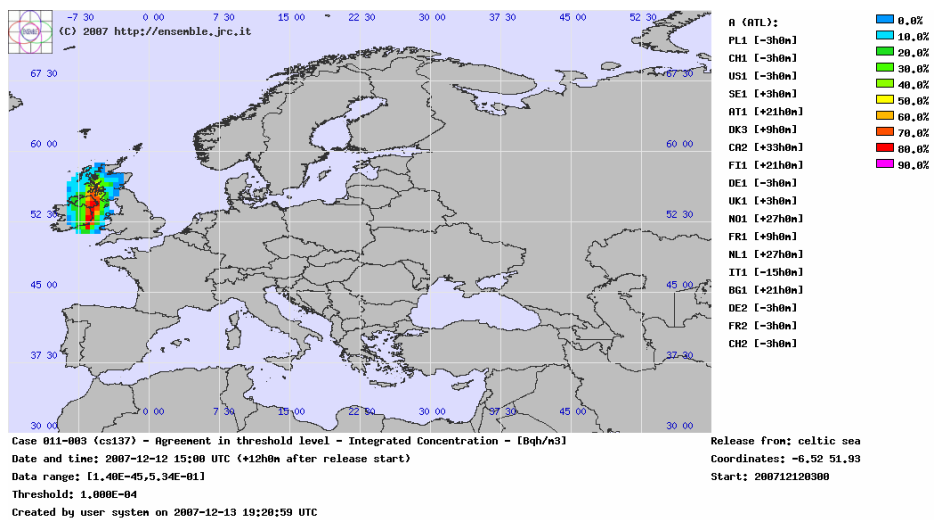 -7 30 0 00 7 30 15 00 22 50 30 00 37 30 45 00 52 30
(C) 2007 http://ensemble.jrc.it
67 30 67 30
60 00 60 00
52 30 52 30
45 00 45 00
37 30 37 30
0 00 7 30 15 00 22 50 30 00 37 30 45 00
30 00 30 00
A (ATL):
PL1 [-3h0m]
CH1 [-3h0m]
US1 [-3h0m]
SE1 [+3h0m]
AT1 [+21h0m]
DK3 [+9h0m]
CA2 [+33h0m]
FI1 [+21h0m]
DE1 [-3h0m]
UK1 [+3h0m]
NO1 [+27h0m]
FR1 [+9h0m]
NL1 [+27h0m]
IT1 [-15h0m]
BG1 [+21h0m]
DE2 [-3h0m]
FR2 [-3h0m]
CH2 [-3h0m]
0.0%
10.0%
20.0%
30.0%
40.0%
50.0%
60.0%
70.0%
80.0%
90.0%
Case 011-003 (cs137) - Agreement in threshold level - Integrated Concentration - [Bqh/m3]
Date and time: 2007-12-12 15:00 UTC (+12h0m after release start)
Data range: [1.40E-45,5.34E-01]
Threshold: 1.000E-04
Created by user system on 2007-12-13 19:20:59 UTC
Release from: celtic sea
Coordinates: -6.52 51.93
Start: 200712120300